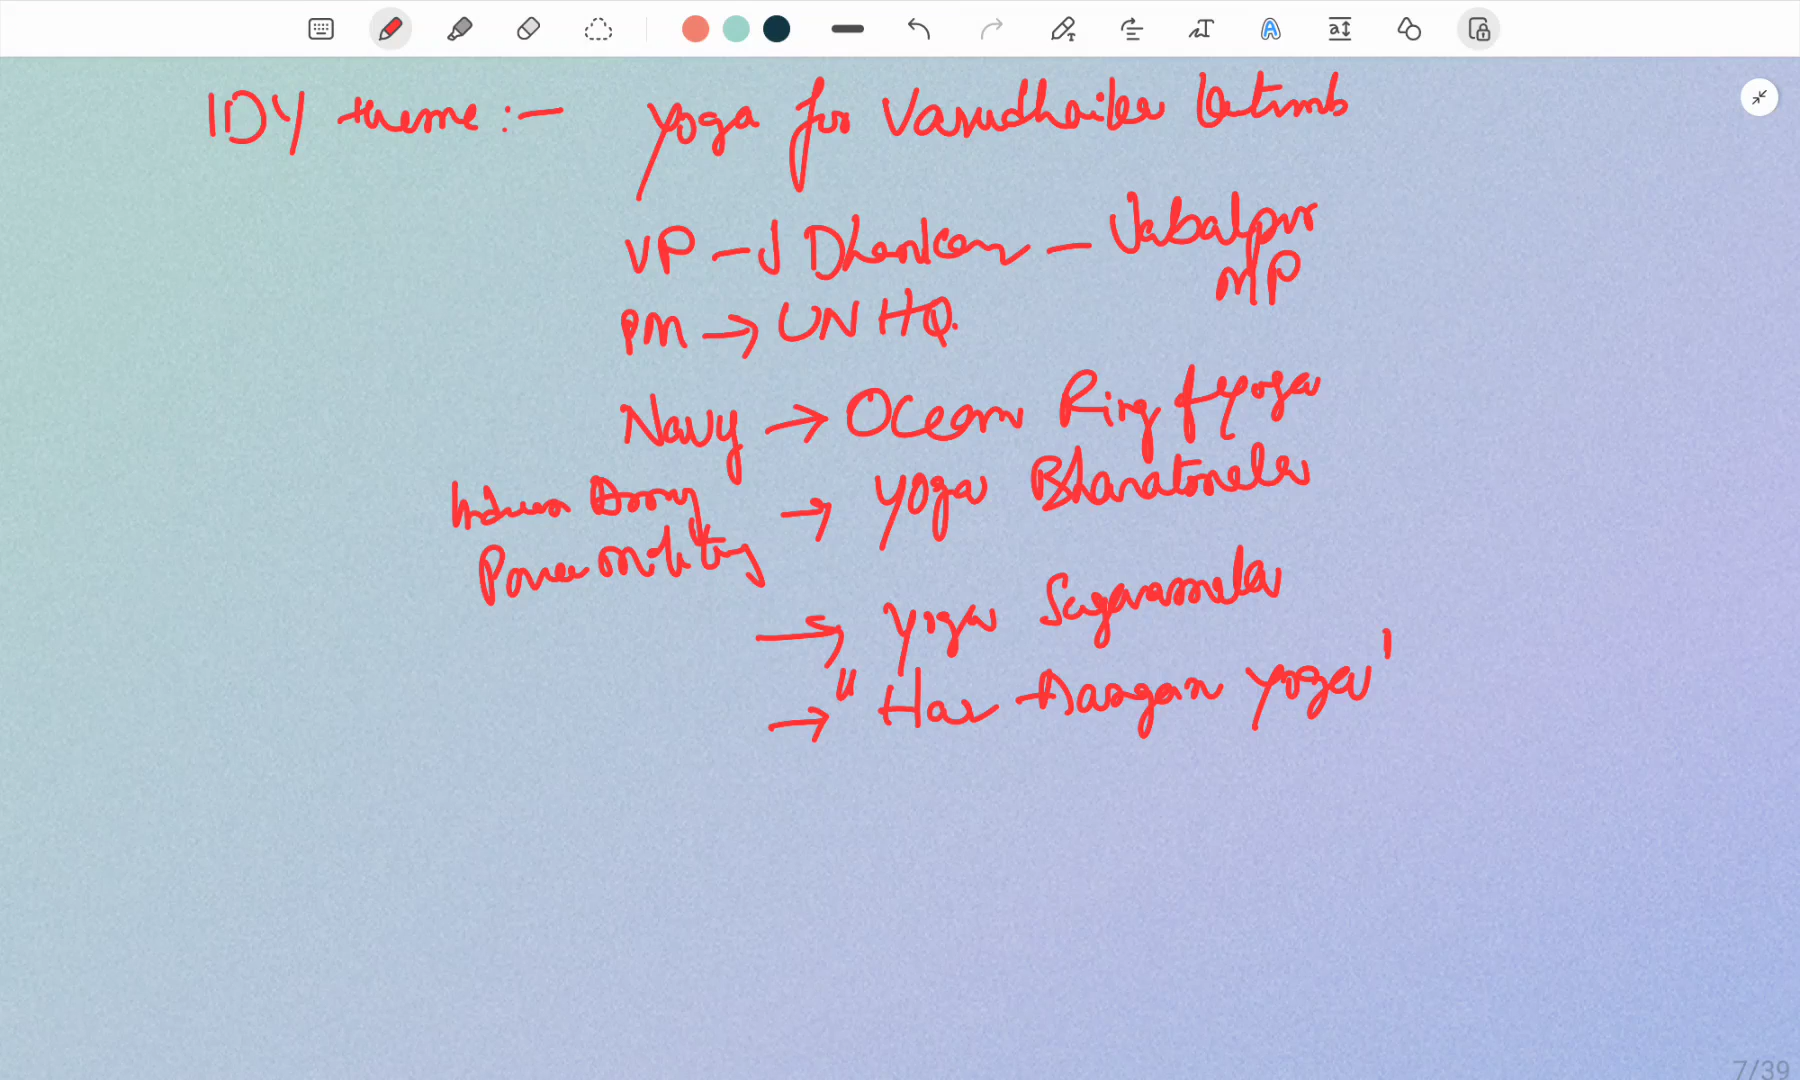 IDY theme :- Yoga for Vasudhaika Kutumb
VP - J Dhankar - Jabalpur
MP
PM → UN HQ.
Navy → Ocean Ring of Yoga
Indian Army → Yoga Bharatmala
Paramilitary
→ Yoga Sagarmala
→ "Har Aangan Yoga'
7/39